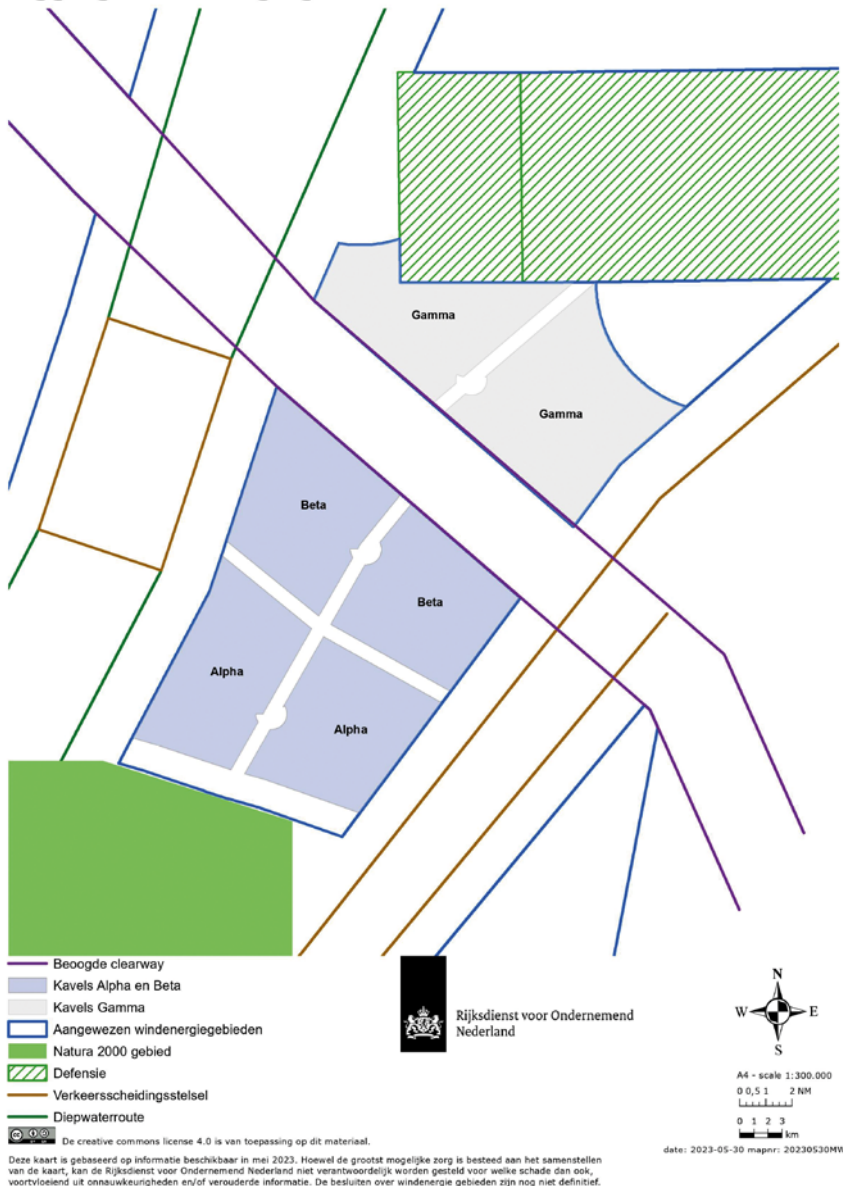 Gamma
Gamma
Beta
Beta
Alpha
Alpha
Beoogde clearway
Kavels Alpha en Beta
Kavels Gamma
Aangewezen windenergiegebieden
Natura 2000 gebied
Defensie
Verkeersscheidingsstelsel
Diepwaterroute
Rijksdienst voor Ondernemend
Nederland
N
W E
S
A4 - scale 1:300.000
0 0,5 1 2 NM
0 1 2 3
km
date: 2023-05-30 mapnr: 20230530MW
De creative commons license 4.0 is van toepassing op dit materiaal.
Deze kaart is gebaseerd op informatie beschikbaar in mei 2023. Hoewel de grootst mogelijke zorg is besteed aan het samenstellen
van de kaart, kan de Rijksdienst voor Ondernemend Nederland niet verantwoordelijk worden gesteld voor welke schade dan ook,
voortvloeiend uit onnauwkeurigheden en/of verouderde informatie. De besluiten over windenergie gebieden zijn nog niet definitief.